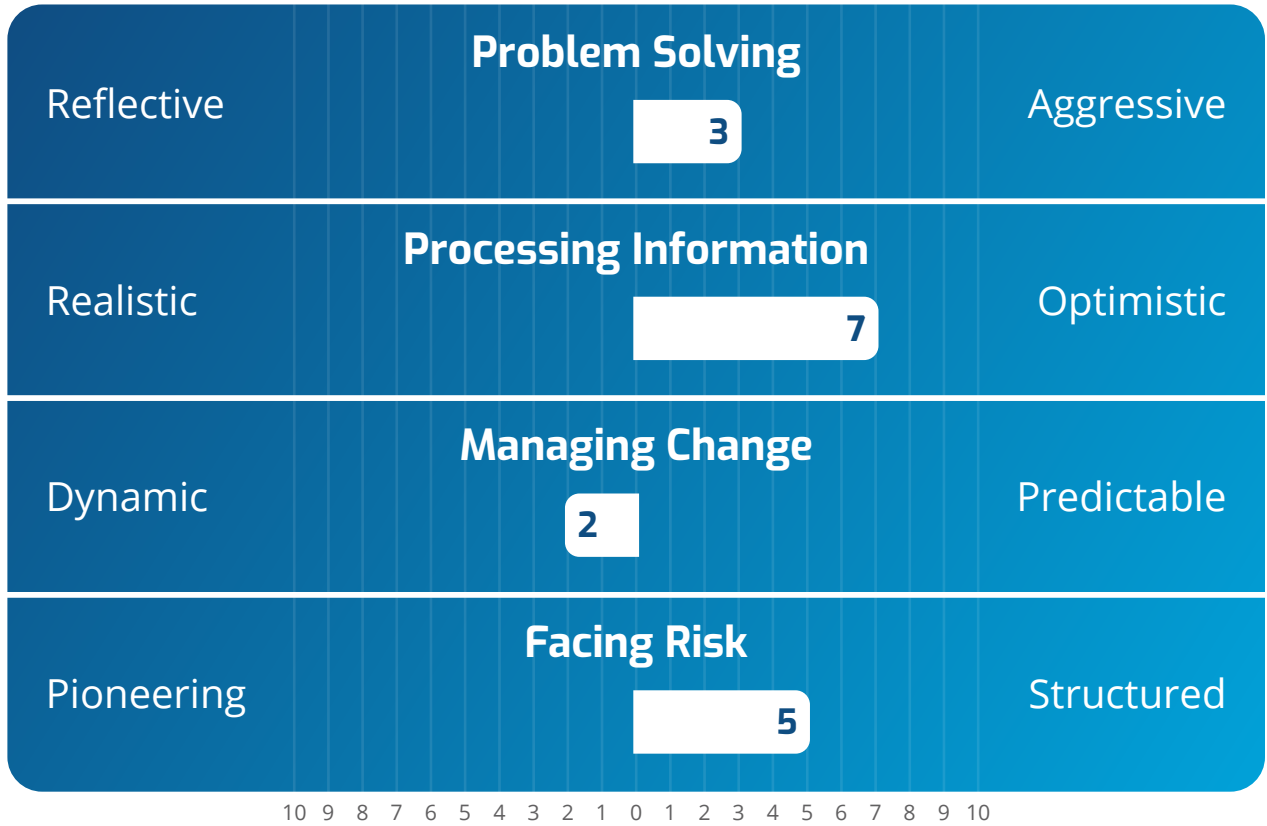 Problem Solving
Reflective
Aggressive
3
Processing Information
Realistic
Optimistic
7
Managing Change
Dynamic
Predictable
2
Facing Risk
Pioneering
Structured
5
10 9 8 7 6 5 4 3 2 1 0 1 2 3 4 5 6 7 8 9 10